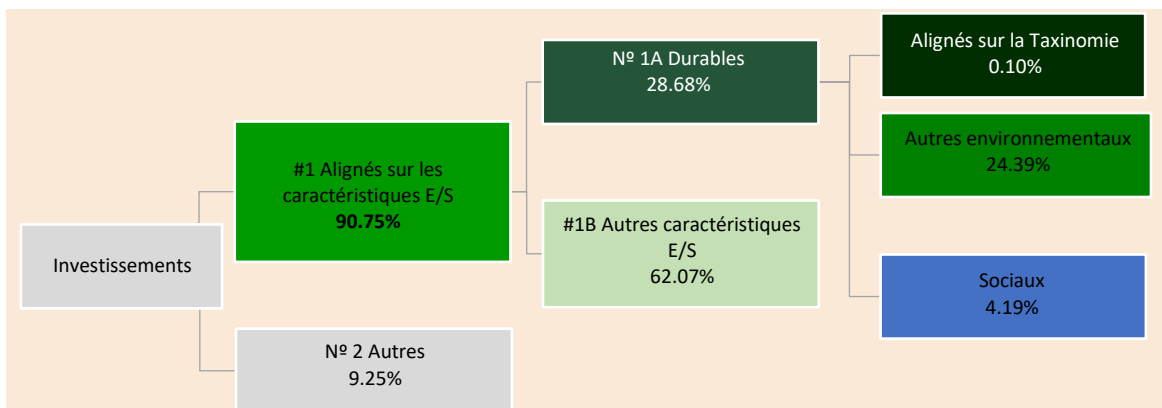 Investissements
#1 Alignés sur les
caractéristiques E/S
90.75%
Nº 2 Autres
9.25%
Nº 1A Durables
28.68%
#1B Autres caractéristiques
E/S
62.07%
Alignés sur la Taxinomie
0.10%
Autres environnementaux
24.39%
Sociaux
4.19%